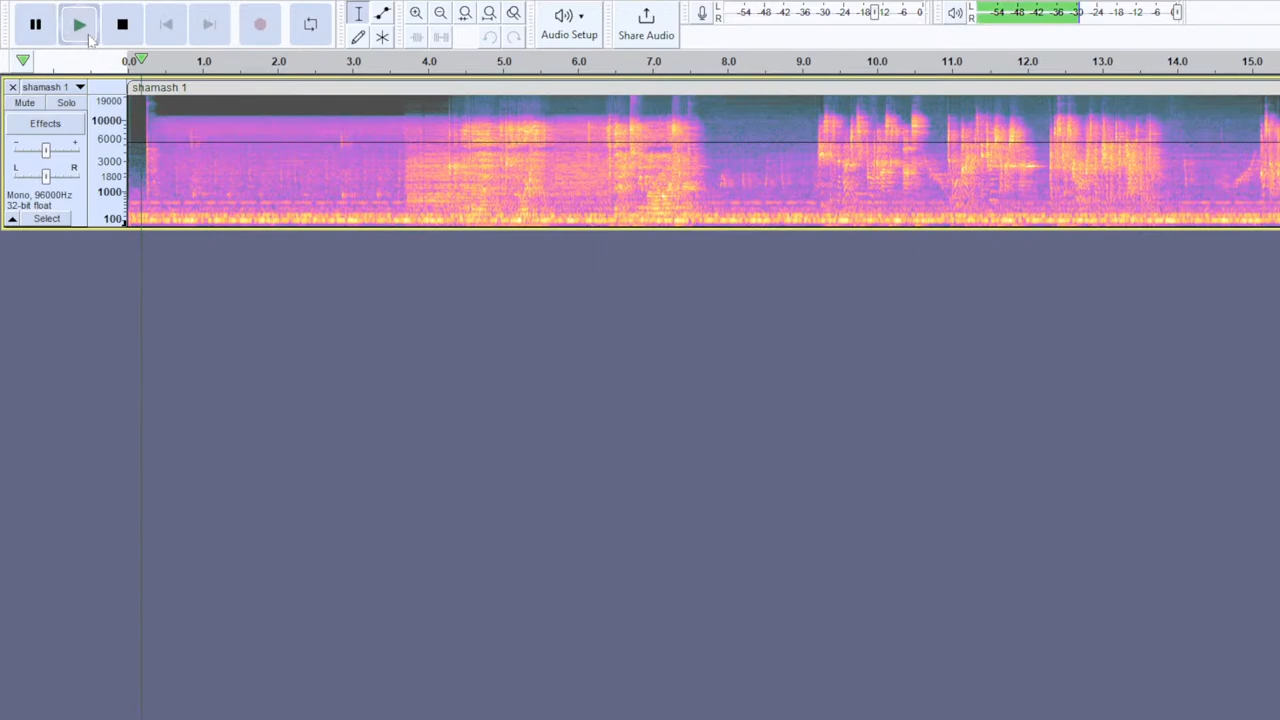 L
R
-54 -48 -42 -36 -30 -24 -18 -12 -6 0
L
R
-54 -48 -42 -36 -30 -24 -18 -12 -6 0
Audio Setup
Share Audio
0.0 1.0 2.0 3.0 4.0 5.0 6.0 7.0 8.0 9.0 10.0 11.0 12.0 13.0 14.0 15.0
shamash 1
shamash 1
Mute Solo
Effects
- +
L R
Mono, 96000Hz
32-bit float
Select
19000
10000
6000
3000
1800
1000
100